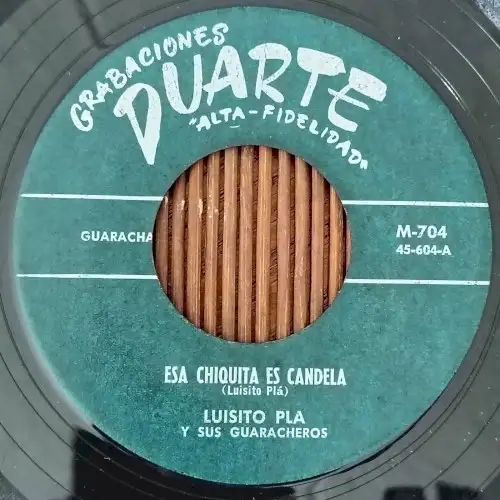 GRABACIONES
DUARTE
"ALTA-FIDELIDAD"
GUARACHA
M-704
45-604-A
ESA CHIQUITA ES CANDELA
(Luisito Plá)
LUISITO PLA
Y SUS GUARACHEROS